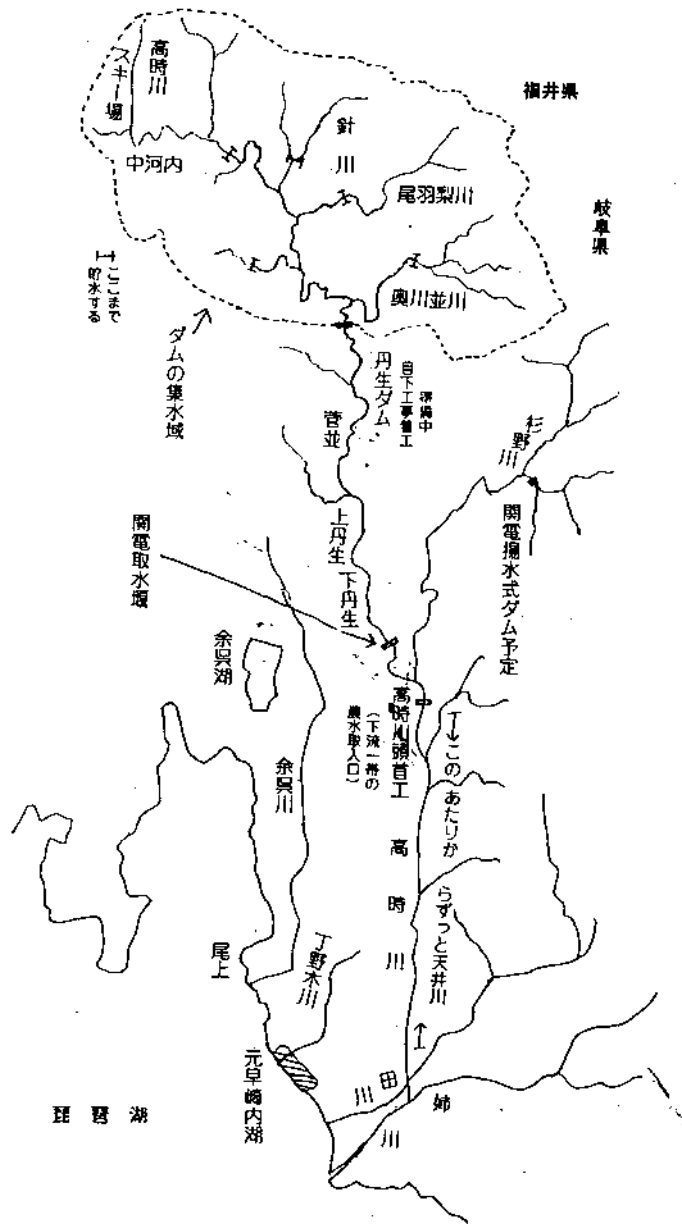 高時川
スキー場
福井県
針川
中河内
尾羽梨川
岐阜県
ここまで
貯水する
奥川並川
ダムの集水域
丹生ダム
目下工事着工
準備中
菅並
杉野川
上丹生
下丹生
関電揚水式ダム予定
関電取水堰
余呉湖
高時川頭首工
(下流一帯の
農水取入口)
このあたりからずっと天井川
余呉川
高時川
丁野木川
尾上
元早崎内湖
田川
姉川
琵琶湖